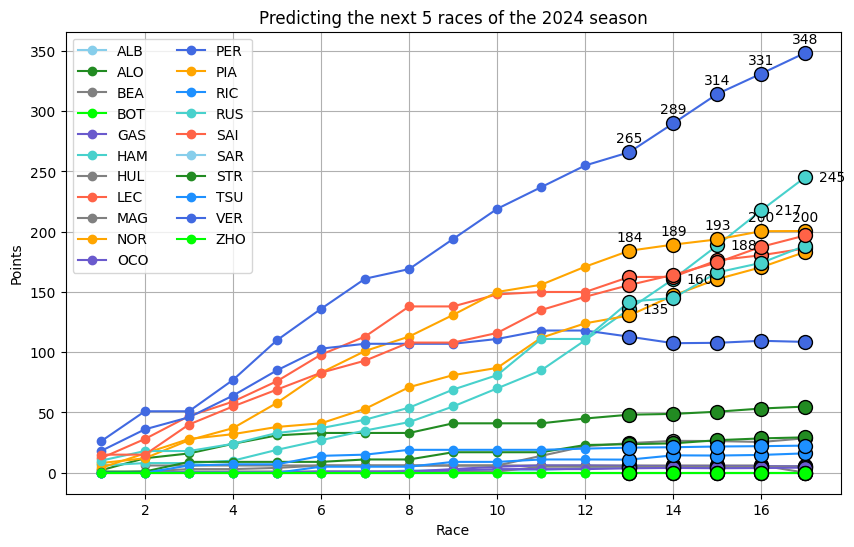 Predicting the next 5 races of the 2024 season
350
300
250
200
150
100
50
0
Points
ALB
ALO
BEA
BOT
GAS
HAM
HUL
LEC
MAG
NOR
OCO
PER
PIA
RIC
RUS
SAI
SAR
STR
TSU
VER
ZHO
265
289
314
331
348
184
189
193
200
200
135
160
188
217
245
2
4
6
8
10
12
14
16
Race